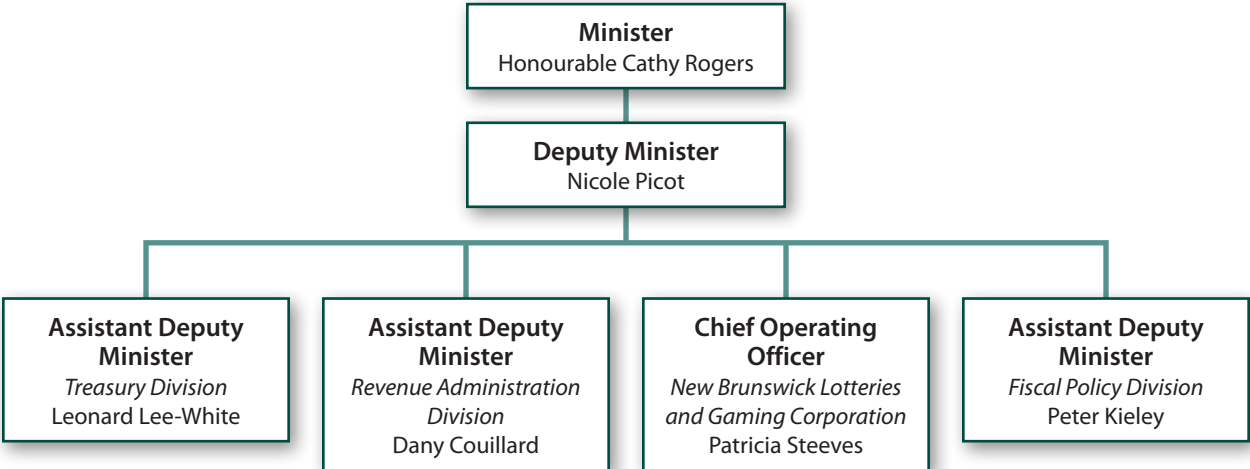 Minister
Honourable Cathy Rogers
Deputy Minister
Nicole Picot
Assistant Deputy
Minister
Treasury Division
Leonard Lee-White
Assistant Deputy
Minister
Revenue Administration
Division
Dany Couillard
Chief Operating
Officer
New Brunswick Lotteries
and Gaming Corporation
Patricia Steeves
Assistant Deputy
Minister
Fiscal Policy Division
Peter Kieley